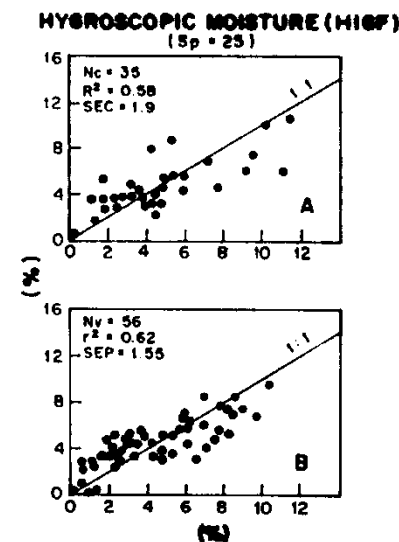 HYGROSCOPIC MOISTURE (HIGF)
(Sp = 25)
16
12
8
4
0
Nc = 35
R² = 0.58
SEC = 1.9
1:1
A
0 2 4 6 8 10 12
(%)
16
12
8
4
0
Nv = 56
r² = 0.62
SEP = 1.55
1:1
B
0 2 4 6 8 10 12
(%)